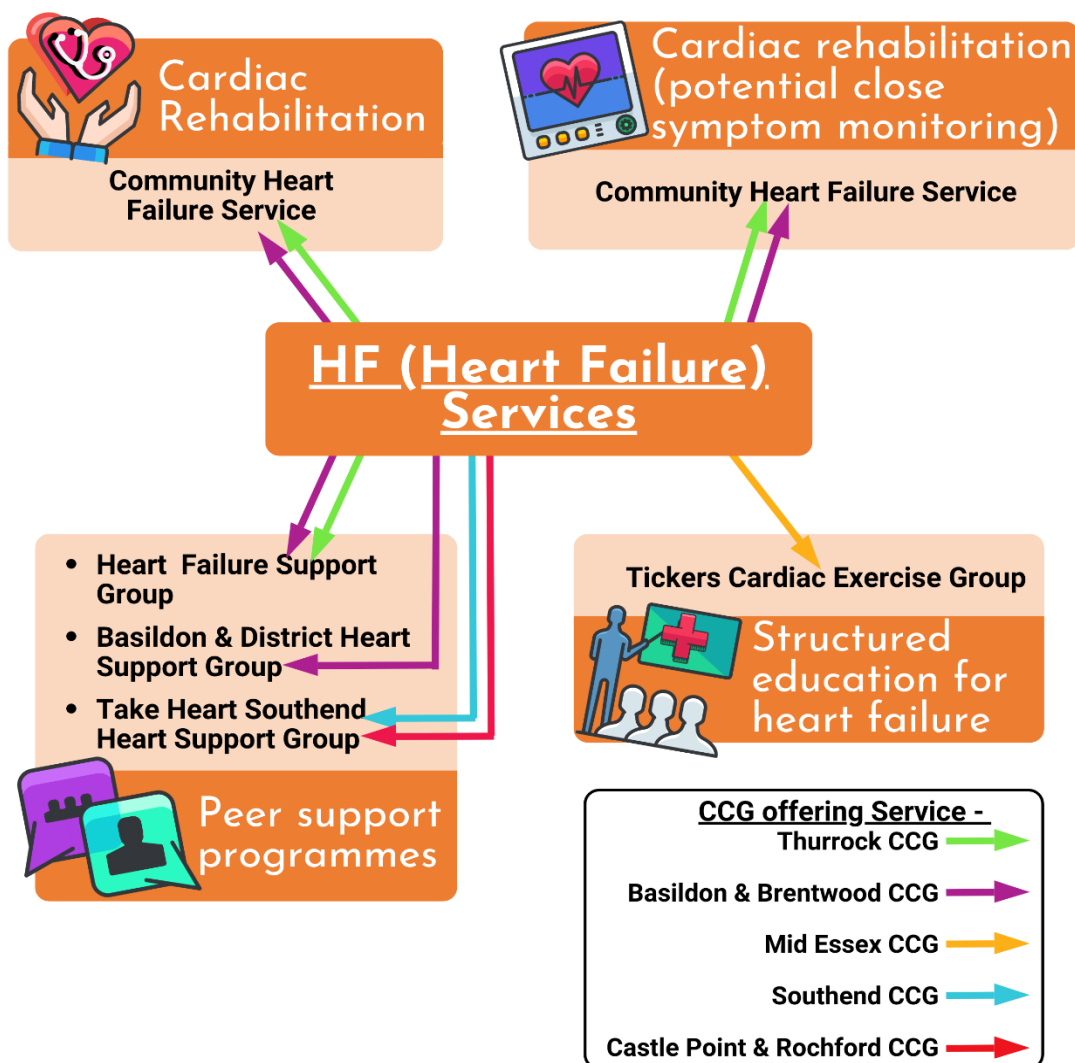 Cardiac
Rehabilitation
Community Heart
Failure Service
Cardiac rehabilitation
(potential close
symptom monitoring)
Community Heart Failure Service
HF (Heart Failure)
Services
• Heart Failure Support
Group
• Basildon & District Heart
Support Group
• Take Heart Southend
Heart Support Group
Peer support
programmes
Tickers Cardiac Exercise Group
Structured
education for
heart failure
CCG offering Service -
Thurrock CCG
Basildon & Brentwood CCG
Mid Essex CCG
Southend CCG
Castle Point & Rochford CCG